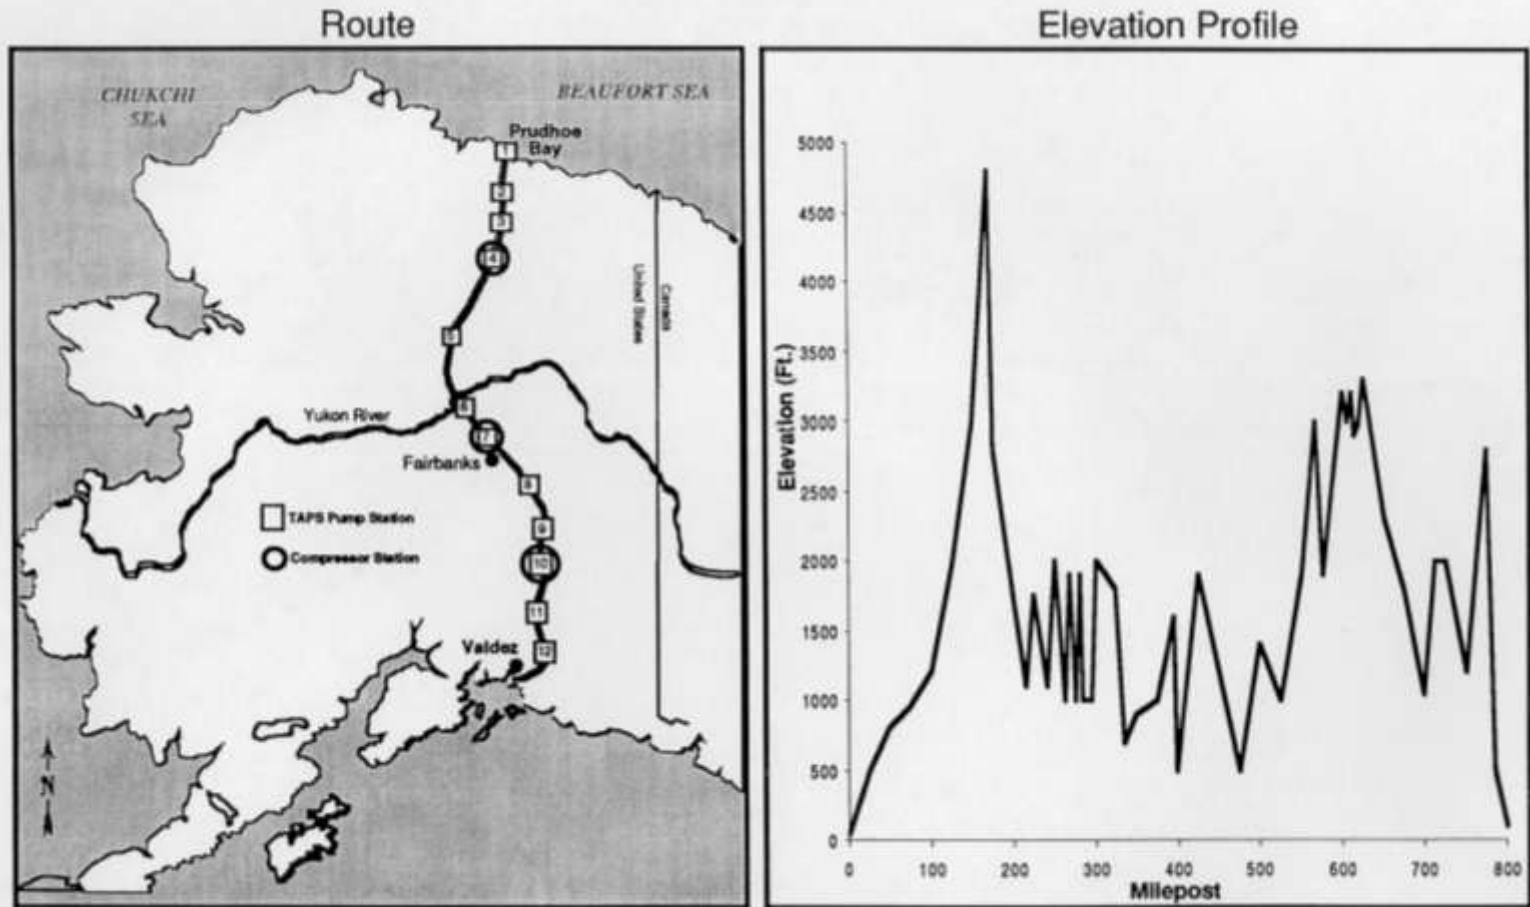 Route
CHUKCHI
SEA
BEAUFORT SEA
Prudhoe
Bay
1
2
3
4
5
6
7
8
9
10
11
12
United States
Canada
Yukon River
Fairbanks
TAPS Pump Station
Compressor Station
Valdez
N
Elevation Profile
Elevation (Ft.)
5000
4500
4000
3500
3000
2500
2000
1500
1000
500
0
0 100 200 300 400 500 600 700 800
Milepost